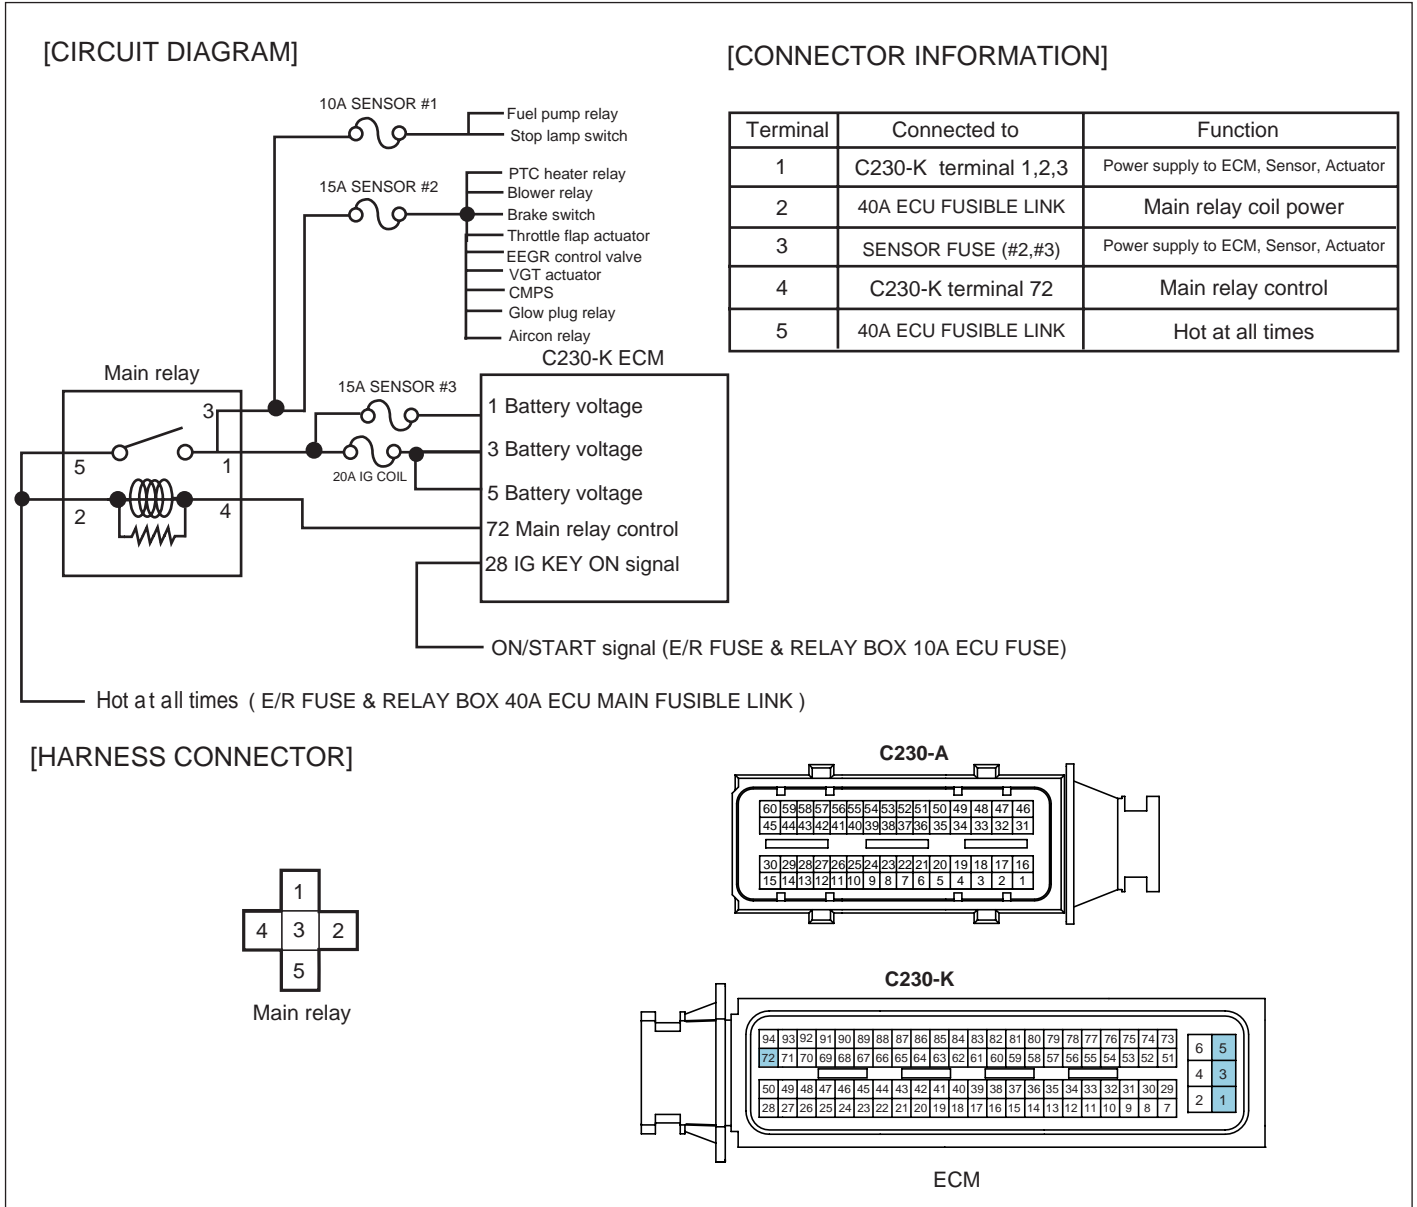 [CIRCUIT DIAGRAM]
10A SENSOR #1
Fuel pump relay
Stop lamp switch
15A SENSOR #2
PTC heater relay
Blower relay
Brake switch
Throttle flap actuator
EEGR control valve
VGT actuator
CMPS
Glow plug relay
Aircon relay
C230-K ECM
Main relay
3
5
1
2
4
15A SENSOR #3
20A IG COIL
1 Battery voltage
3 Battery voltage
5 Battery voltage
72 Main relay control
28 IG KEY ON signal
ON/START signal (E/R FUSE & RELAY BOX 10A ECU FUSE)
Hot at all times ( E/R FUSE & RELAY BOX 40A ECU MAIN FUSIBLE LINK )
[CONNECTOR INFORMATION]
Terminal Connected to Function
1 C230-K terminal 1,2,3 Power supply to ECM, Sensor, Actuator
2 40A ECU FUSIBLE LINK Main relay coil power
3 SENSOR FUSE (#2,#3) Power supply to ECM, Sensor, Actuator
4 C230-K terminal 72 Main relay control
5 40A ECU FUSIBLE LINK Hot at all times
[HARNESS CONNECTOR]
1
4 3 2
5
Main relay
C230-A
60 59 58 57 56 55 54 53 52 51 50 49 48 47 46
45 44 43 42 41 40 39 38 37 36 35 34 33 32 31
30 29 28 27 26 25 24 23 22 21 20 19 18 17 16
15 14 13 12 11 10 9 8 7 6 5 4 3 2 1
C230-K
94 93 92 91 90 89 88 87 86 85 84 83 82 81 80 79 78 77 76 75 74 73
72 71 70 69 68 67 66 65 64 63 62 61 60 59 58 57 56 55 54 53 52 51
50 49 48 47 46 45 44 43 42 41 40 39 38 37 36 35 34 33 32 31 30 29
28 27 26 25 24 23 22 21 20 19 18 17 16 15 14 13 12 11 10 9 8 7
6 5
4 3
2 1
ECM